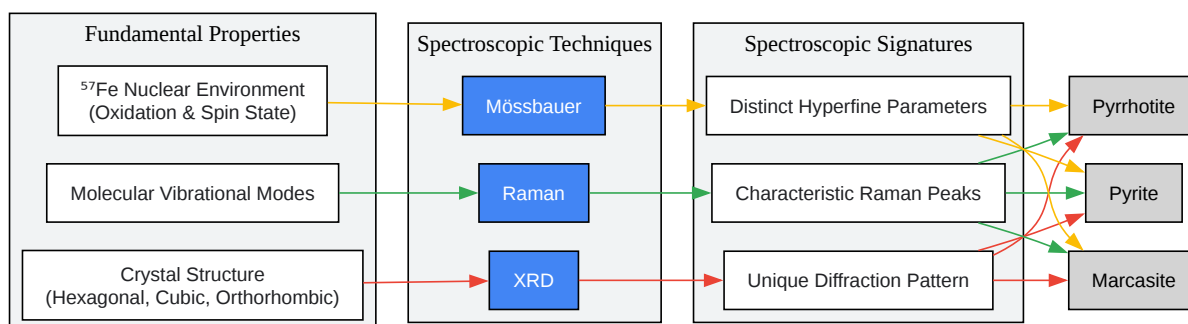 Fundamental Properties
⁵⁷Fe Nuclear Environment
(Oxidation & Spin State)
Molecular Vibrational Modes
Crystal Structure
(Hexagonal, Cubic, Orthorhombic)
Spectroscopic Techniques
Mössbauer
Raman
XRD
Spectroscopic Signatures
Distinct Hyperfine Parameters
Characteristic Raman Peaks
Unique Diffraction Pattern
Pyrrhotite
Pyrite
Marcasite